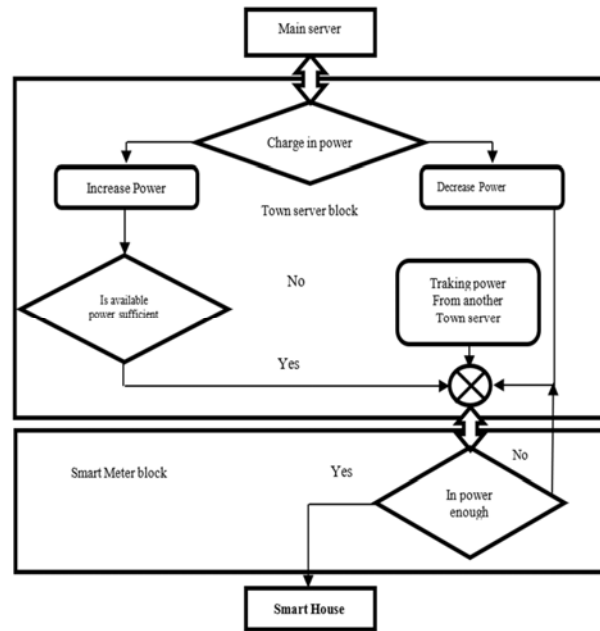 Main server
Charge in power
Increase Power
Decrease Power
Town server block
Is available
power sufficient
No
Traking power
From another
Town server
Yes
Smart Meter block
Yes
No
In power
enough
Smart House